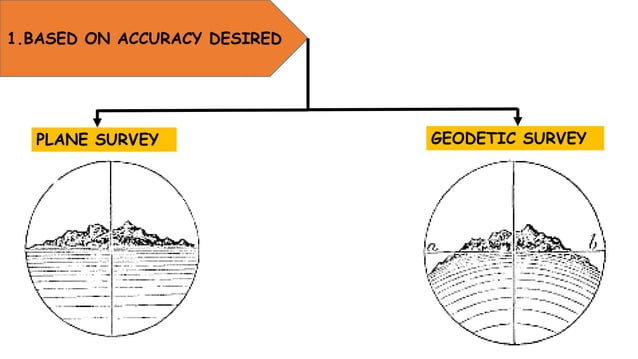 1.BASED ON ACCURACY DESIRED
PLANE SURVEY
GEODETIC SURVEY
a
b